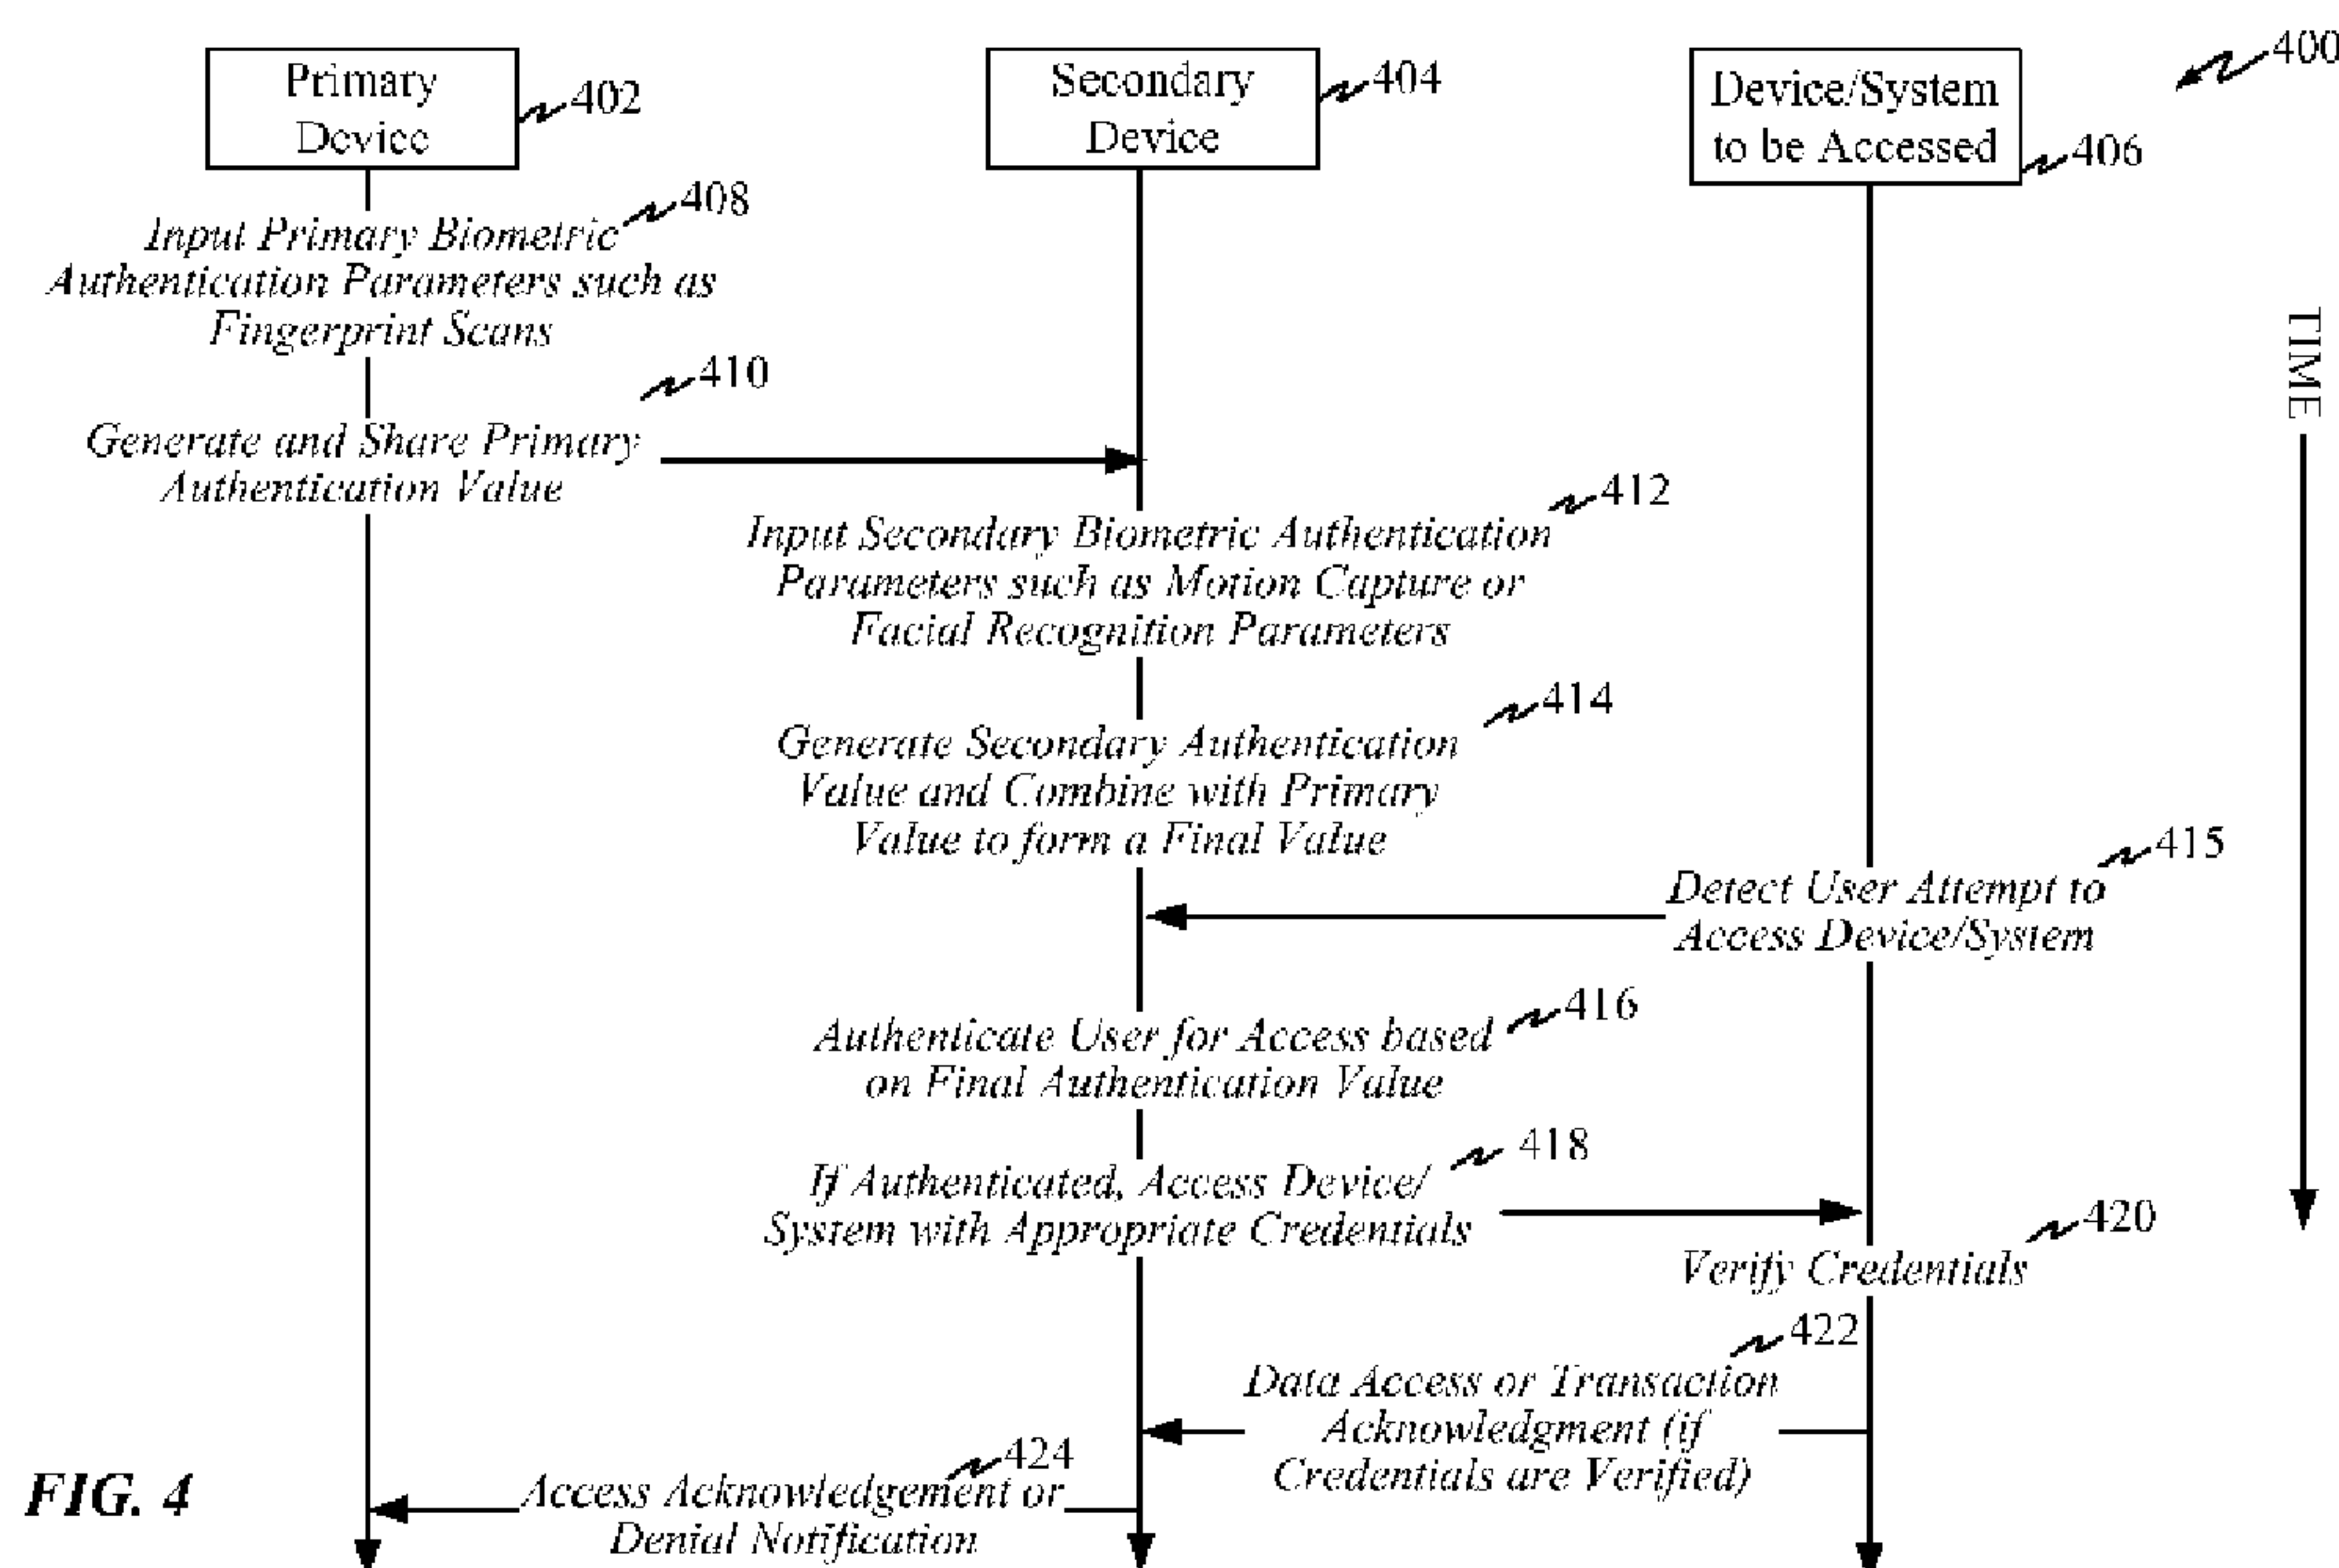 400
Primary
Device
402
Secondary
Device
404
Device/System
to be Accessed
406
408
Input Primary Biometric
Authentication Parameters such as
Fingerprint Scans
TIME
410
Generate and Share Primary
Authentication Value
412
Input Secondary Biometric Authentication
Parameters such as Motion Capture or
Facial Recognition Parameters
414
Generate Secondary Authentication
Value and Combine with Primary
Value to form a Final Value
415
Detect User Attempt to
Access Device/System
416
Authenticate User for Access based
on Final Authentication Value
418
If Authenticated, Access Device/
System with Appropriate Credentials
420
Verify Credentials
422
Data Access or Transaction
Acknowledgment (if
Credentials are Verified)
424
Access Acknowledgement or
Denial Notification
FIG. 4